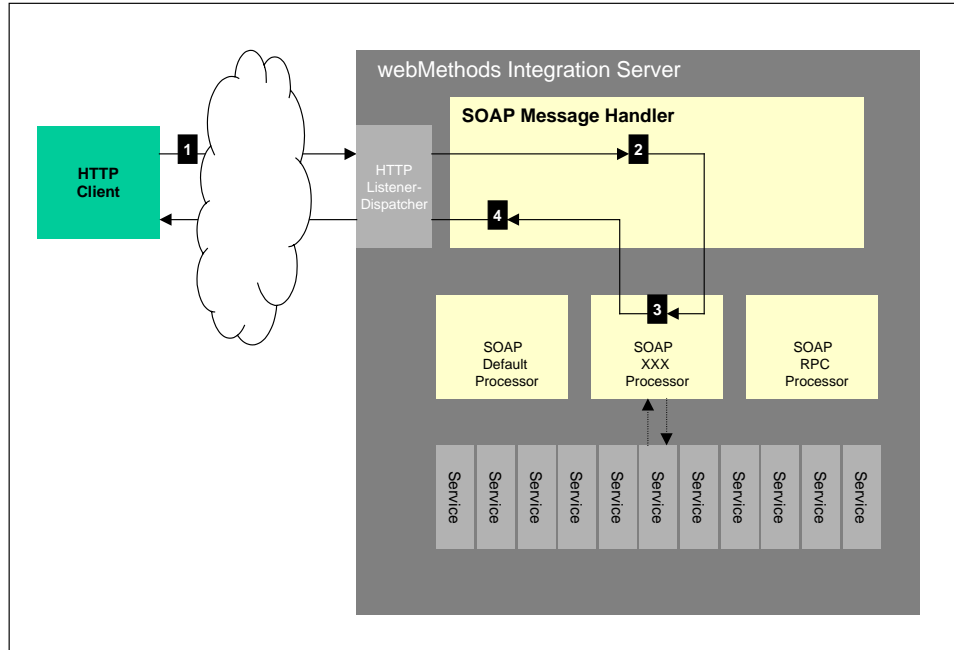 webMethods Integration Server
SOAP Message Handler
1
2
HTTP
Client
HTTP
Listener-
Dispatcher
4
3
SOAP
Default
Processor
SOAP
XXX
Processor
SOAP
RPC
Processor
Service
Service
Service
Service
Service
Service
Service
Service
Service
Service
Service